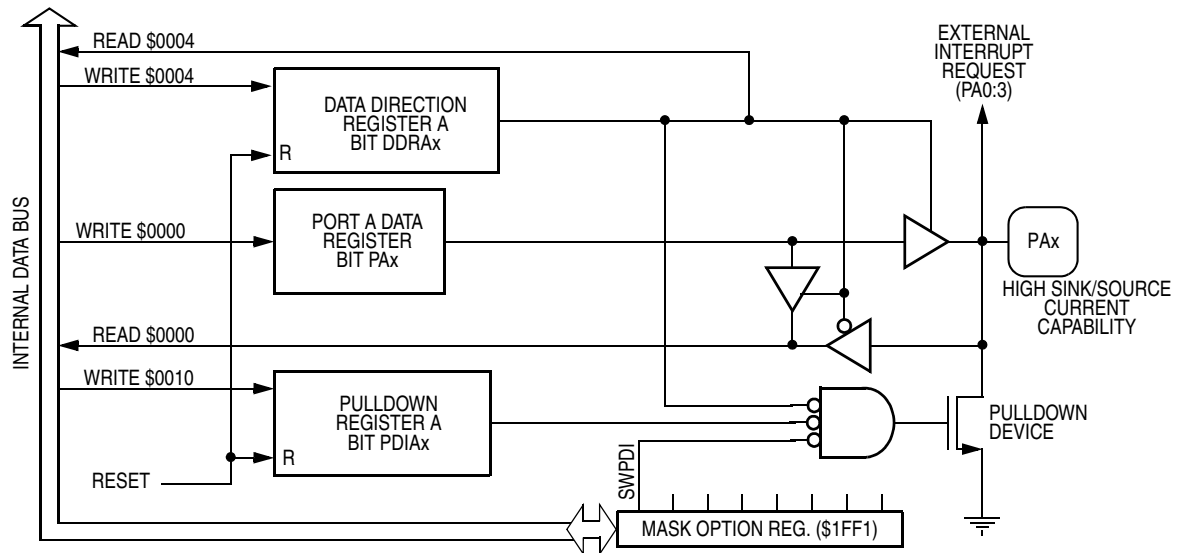 READ $0004
WRITE $0004
DATA DIRECTION
REGISTER A
BIT DDRAx
R
EXTERNAL
INTERRUPT
REQUEST
(PA0:3)
INTERNAL DATA BUS
WRITE $0000
PORT A DATA
REGISTER
BIT PAx
PAx
HIGH SINK/SOURCE
CURRENT
CAPABILITY
READ $0000
WRITE $0010
PULLDOWN
REGISTER A
BIT PDIAx
R
RESET
PULLDOWN
DEVICE
SWPDI
MASK OPTION REG. ($1FF1)